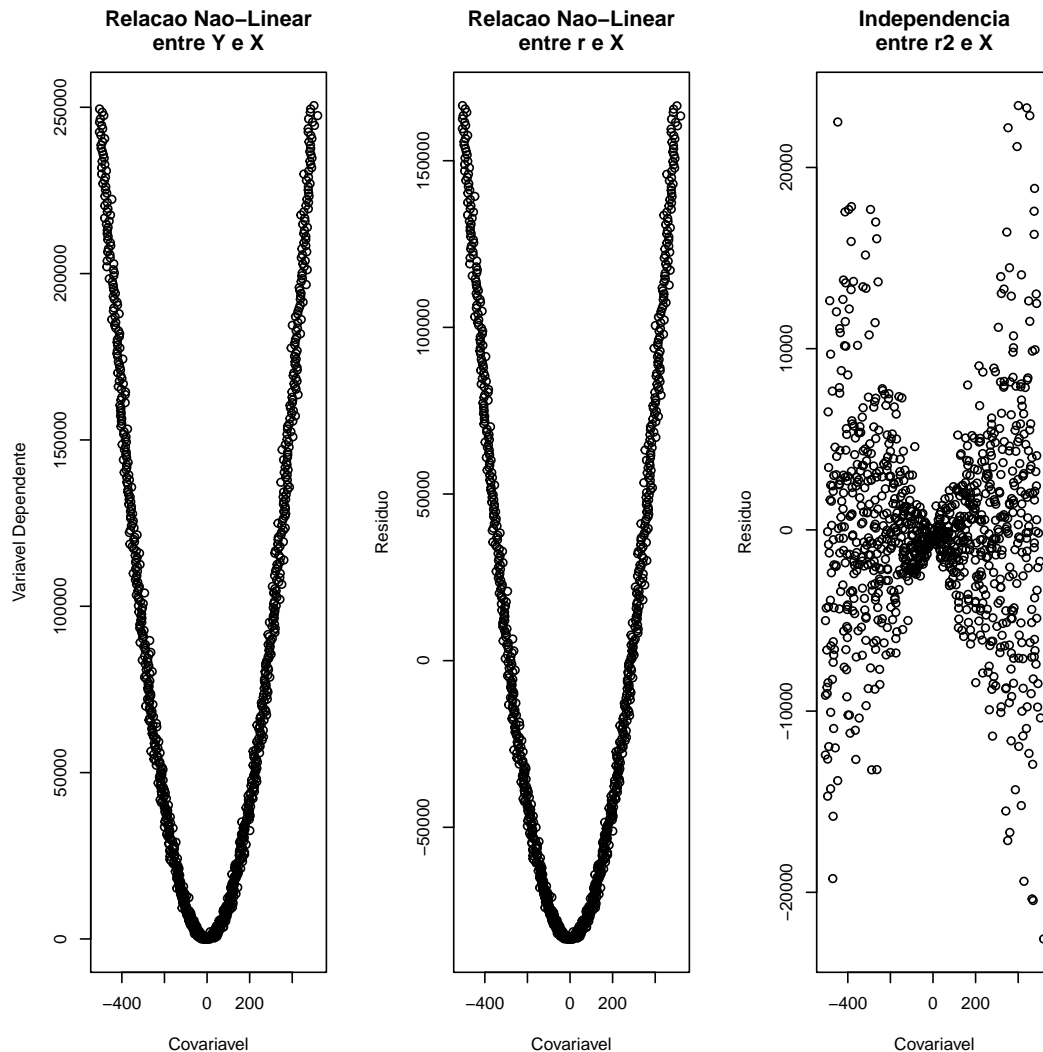 Relacao Nao−Linear
entre Y e X
Variavel Dependente
250000
200000
150000
100000
50000
0
−400
0
200
Covariavel
Relacao Nao−Linear
entre r e X
Residuo
150000
100000
50000
0
−50000
−400
0
200
Covariavel
Independencia
entre r2 e X
Residuo
20000
10000
0
−10000
−20000
−400
0
200
Covariavel